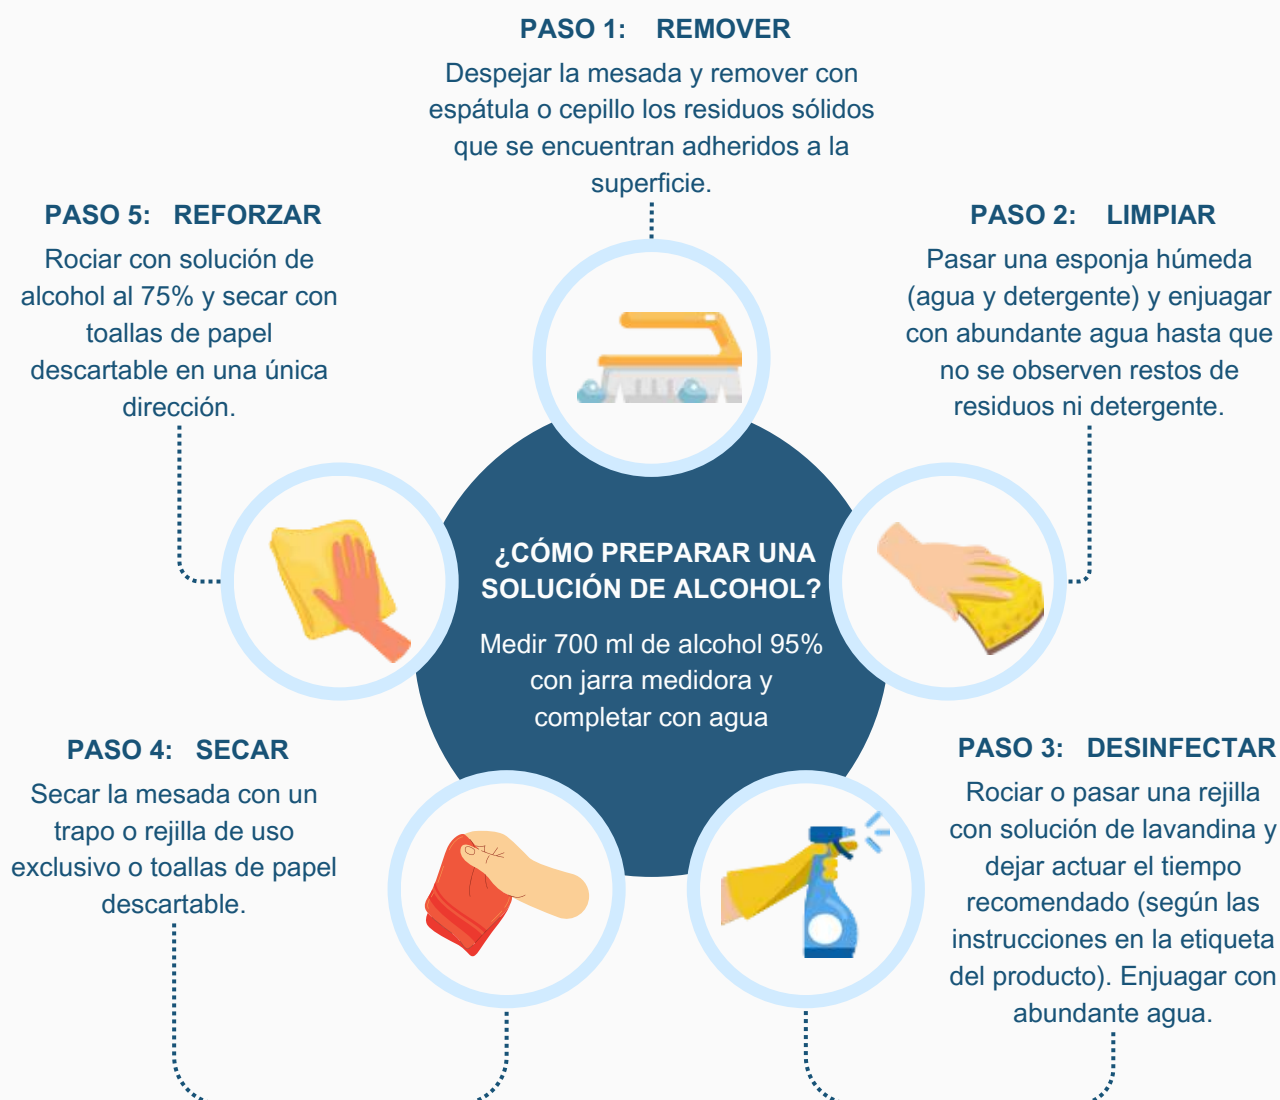 PASO 1: REMOVER
Despejar la mesada y remover con
espátula o cepillo los residuos sólidos
que se encuentran adheridos a la
superficie.
PASO 2: LIMPIAR
Pasar una esponja húmeda
(agua y detergente) y enjuagar
con abundante agua hasta que
no se observen restos de
residuos ni detergente.
PASO 3: DESINFECTAR
Rociar o pasar una rejilla
con solución de lavandina y
dejar actuar el tiempo
recomendado (según las
instrucciones en la etiqueta
del producto). Enjuagar con
abundante agua.
PASO 4: SECAR
Secar la mesada con un
trapo o rejilla de uso
exclusivo o toallas de papel
descartable.
PASO 5: REFORZAR
Rociar con solución de
alcohol al 75% y secar con
toallas de papel
descartable en una única
dirección.
¿CÓMO PREPARAR UNA
SOLUCIÓN DE ALCOHOL?
Medir 700 ml de alcohol 95%
con jarra medidora y
completar con agua